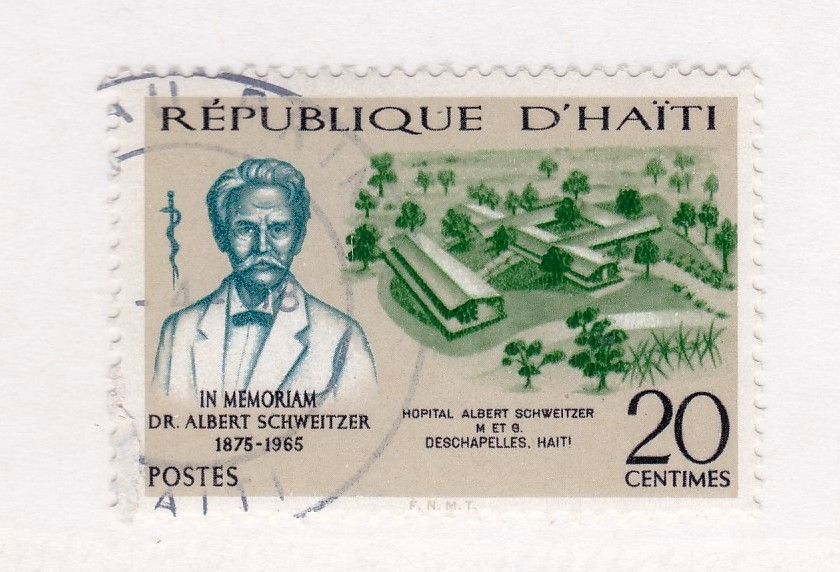 RÉPUBLIQUE D'HAÏTI
IN MEMORIAM
DR. ALBERT SCHWEITZER
1875-1965
HOPITAL ALBERT SCHWEITZER
M ET G.
DESCHAPELLES, HAITI
20
CENTIMES
POSTES
F. N. M. T.